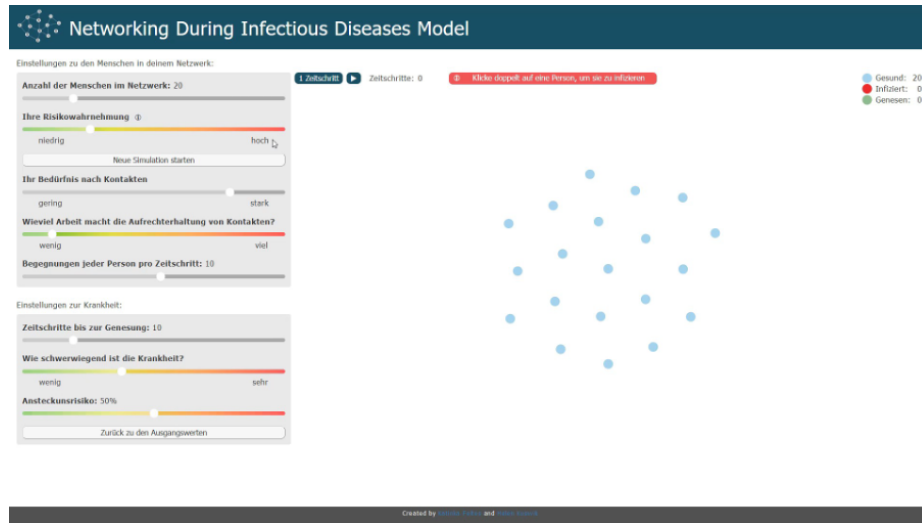 Networking During Infectious Diseases Model
Einstellungen zu den Menschen in deinem Netzwerk:
Anzahl der Menschen im Netzwerk: 20
Ihre Risikowahrnehmung
niedrig hoch
Neue Simulation starten
Ihr Bedürfnis nach Kontakten
gering stark
Wieviel Arbeit macht die Aufrechterhaltung von Kontakten?
wenig viel
Begegnungen jeder Person pro Zeitschritt: 10
Einstellungen zur Krankheit:
Zeitschritte bis zur Genesung: 10
Wie schwerwiegend ist die Krankheit?
wenig sehr
Ansteckunsrisiko: 50%
Zurück zu den Ausgangswerten
1 Zeitschritt Zeitschritte: 0 Klicke doppelt auf eine Person, um sie zu infizieren
Gesund: 20
Infiziert: 0
Genesen: 0
Created by and